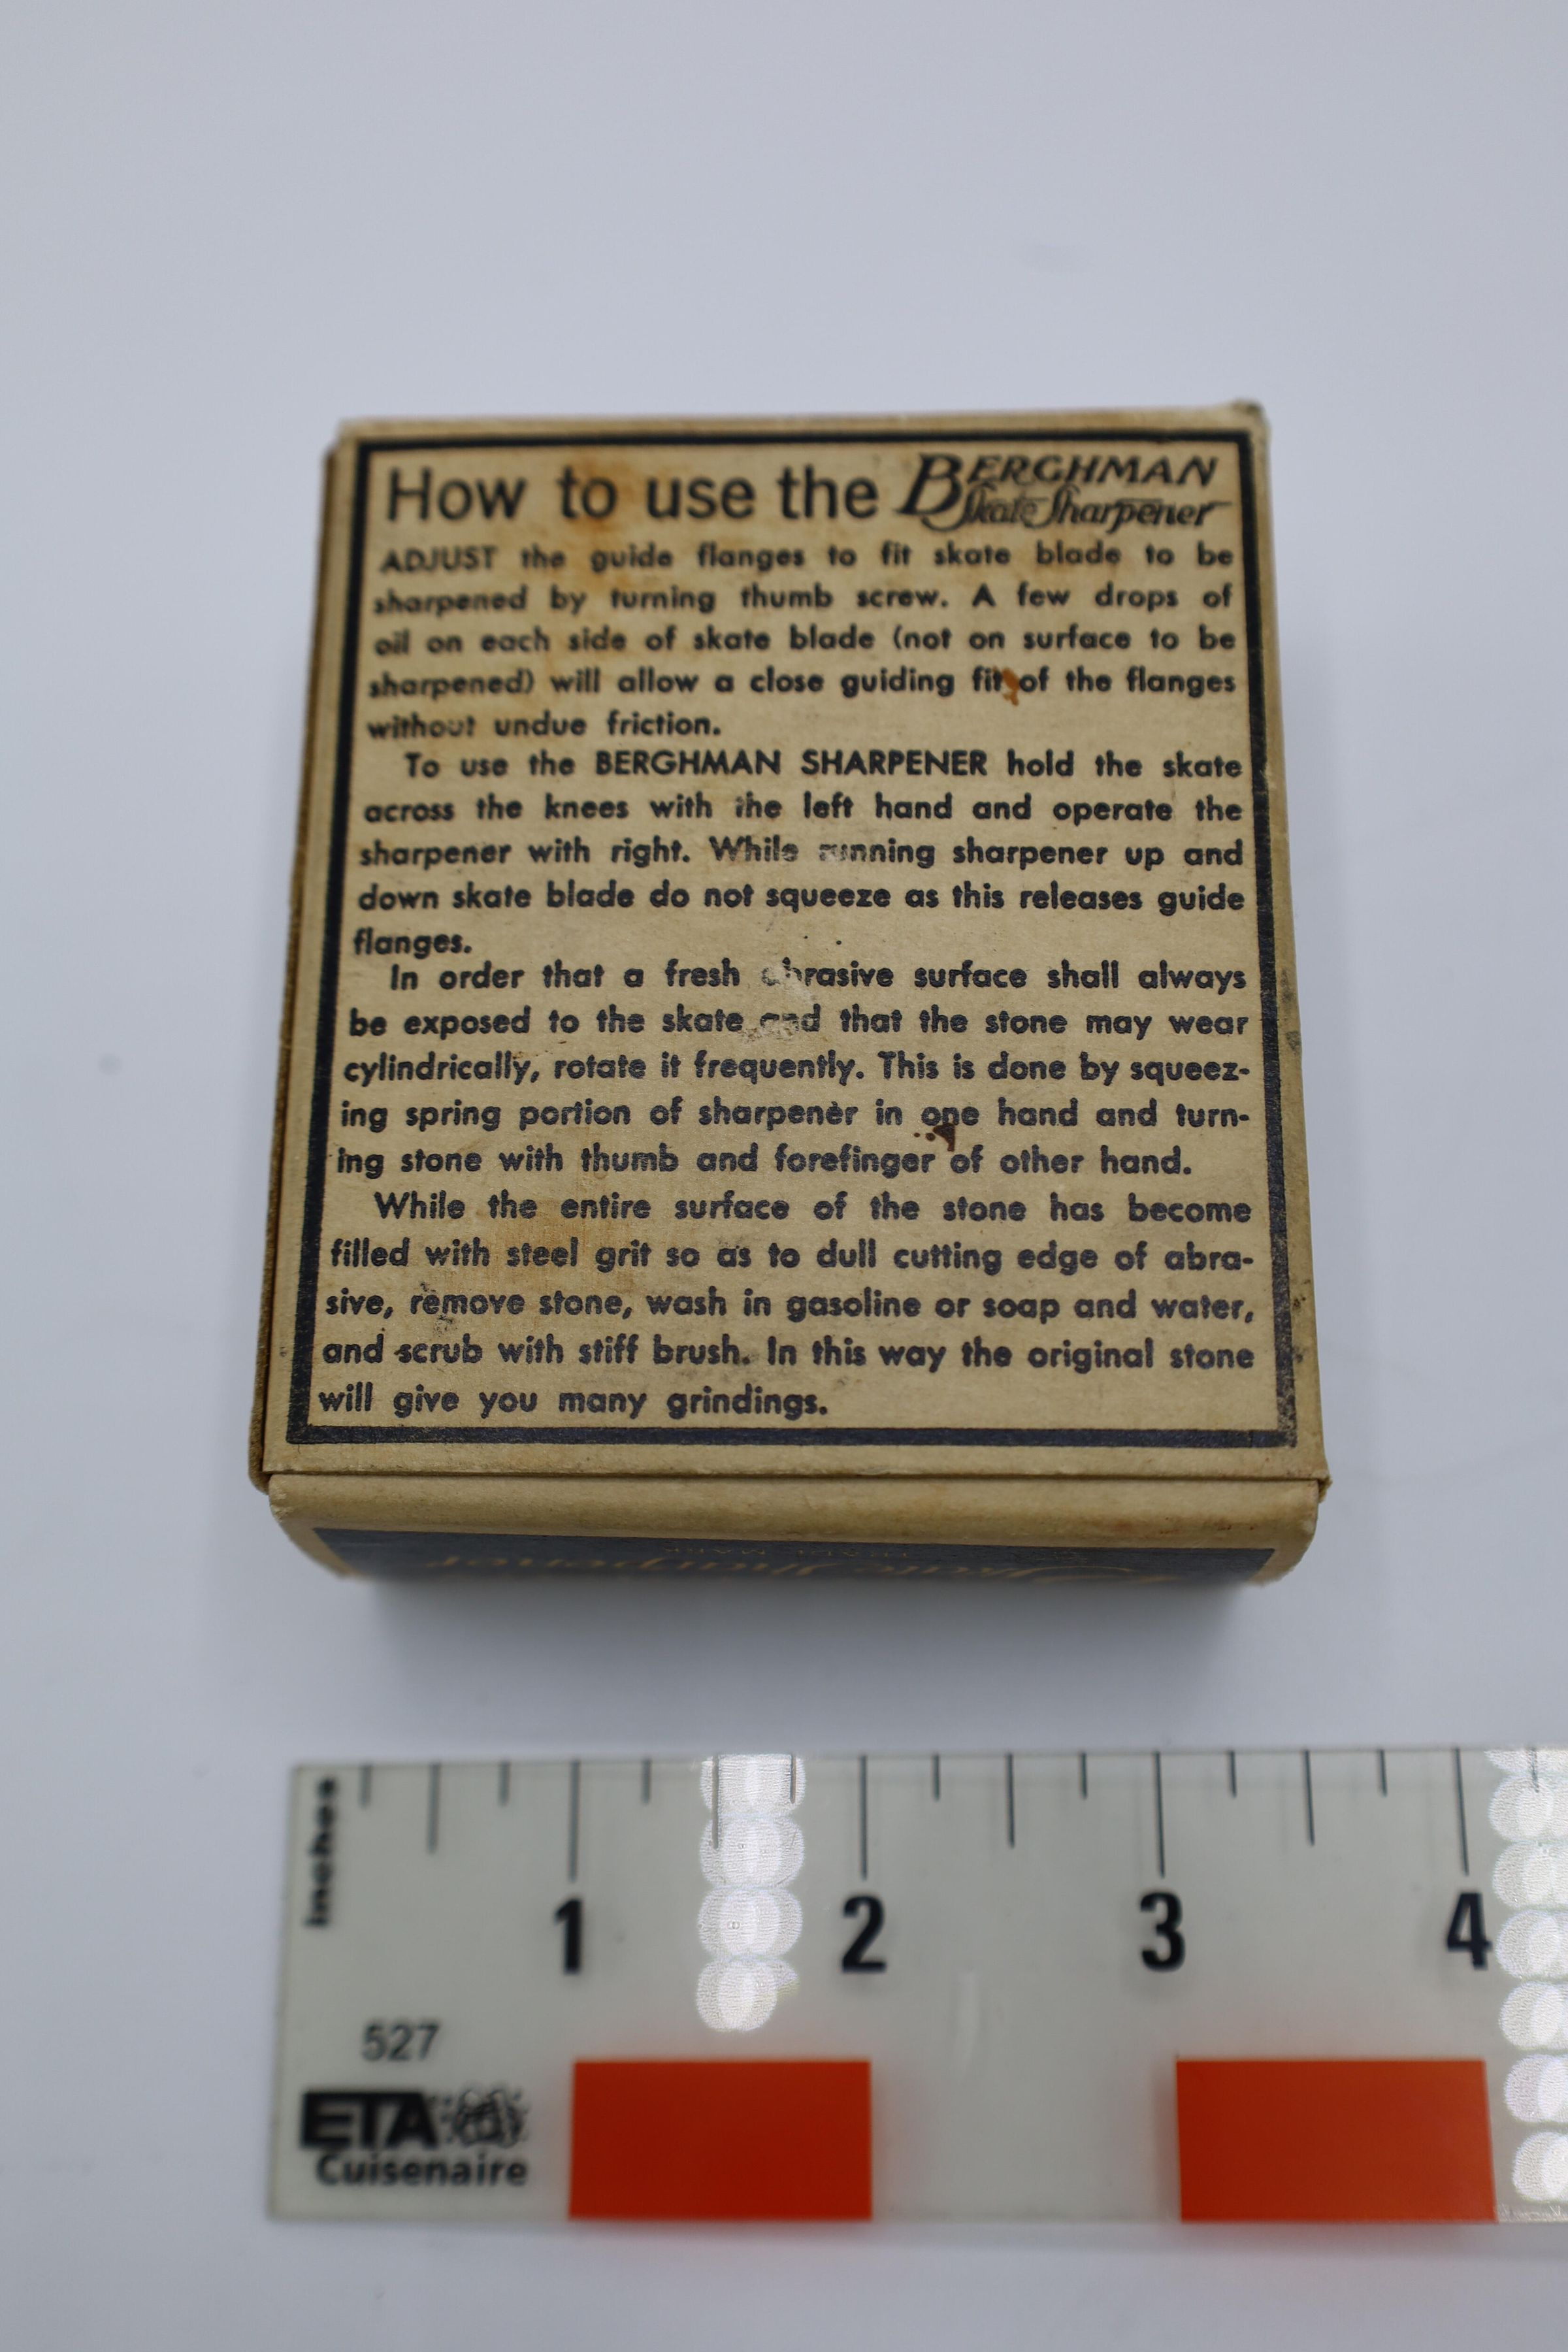 How to use the BERGHMAN
Skate Sharpener
ADJUST the guide flanges to fit skate blade to be
sharpened by turning thumb screw. A few drops of
oil on each side of skate blade (not on surface to be
sharpened) will allow a close guiding fit of the flanges
without undue friction.
To use the BERGHMAN SHARPENER hold the skate
across the knees with the left hand and operate the
sharpener with right. While running sharpener up and
down skate blade do not squeeze as this releases guide
flanges.
In order that a fresh abrasive surface shall always
be exposed to the skate and that the stone may wear
cylindrically, rotate it frequently. This is done by squeez-
ing spring portion of sharpener in one hand and turn-
ing stone with thumb and forefinger of other hand.
While the entire surface of the stone has become
filled with steel grit so as to dull cutting edge of abra-
sive, remove stone, wash in gasoline or soap and water,
and scrub with stiff brush. In this way the original stone
will give you many grindings.
TRADE MARK
Skate Sharpener
inches
1 2 3 4
527
ETA
Cuisenaire